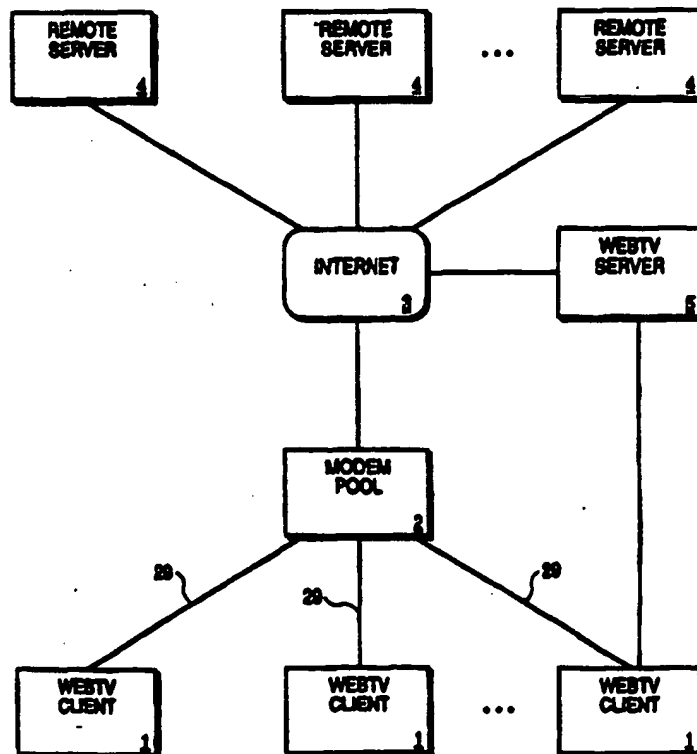 REMOTE
SERVER
4
REMOTE
SERVER
4
...
REMOTE
SERVER
4
INTERNET
3
WEBTV
SERVER
5
MODEM
POOL
2
29
29
29
WEBTV
CLIENT
1
WEBTV
CLIENT
1
...
WEBTV
CLIENT
1